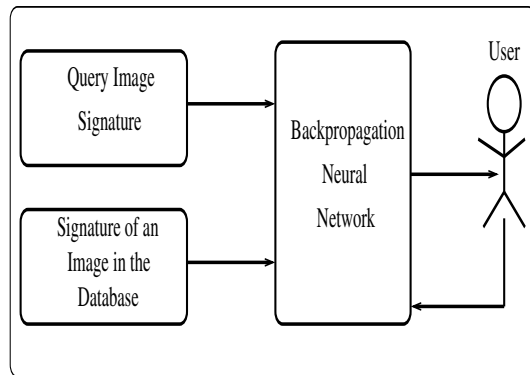 Query Image
Signature
Signature of an
Image in the
Database
Backpropagation
Neural
Network
User